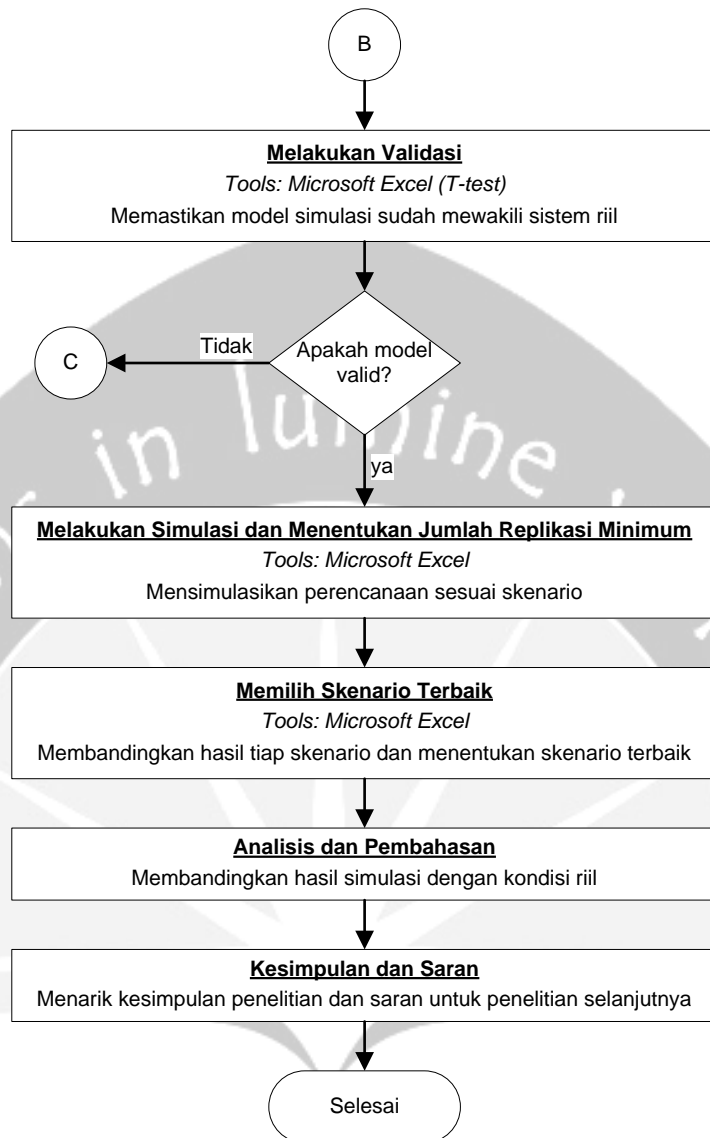 B
Melakukan Validasi
Tools: Microsoft Excel (T-test)
Memastikan model simulasi sudah mewakili sistem riil
Tidak
C
Apakah model
valid?
in lumine
ya
Melakukan Simulasi dan Menentukan Jumlah Replikasi Minimum
Tools: Microsoft Excel
Mensimulasikan perencanaan sesuai skenario
Memilih Skenario Terbaik
Tools: Microsoft Excel
Membandingkan hasil tiap skenario dan menentukan skenario terbaik
Analisis dan Pembahasan
Membandingkan hasil simulasi dengan kondisi riil
Kesimpulan dan Saran
Menarik kesimpulan penelitian dan saran untuk penelitian selanjutnya
Selesai